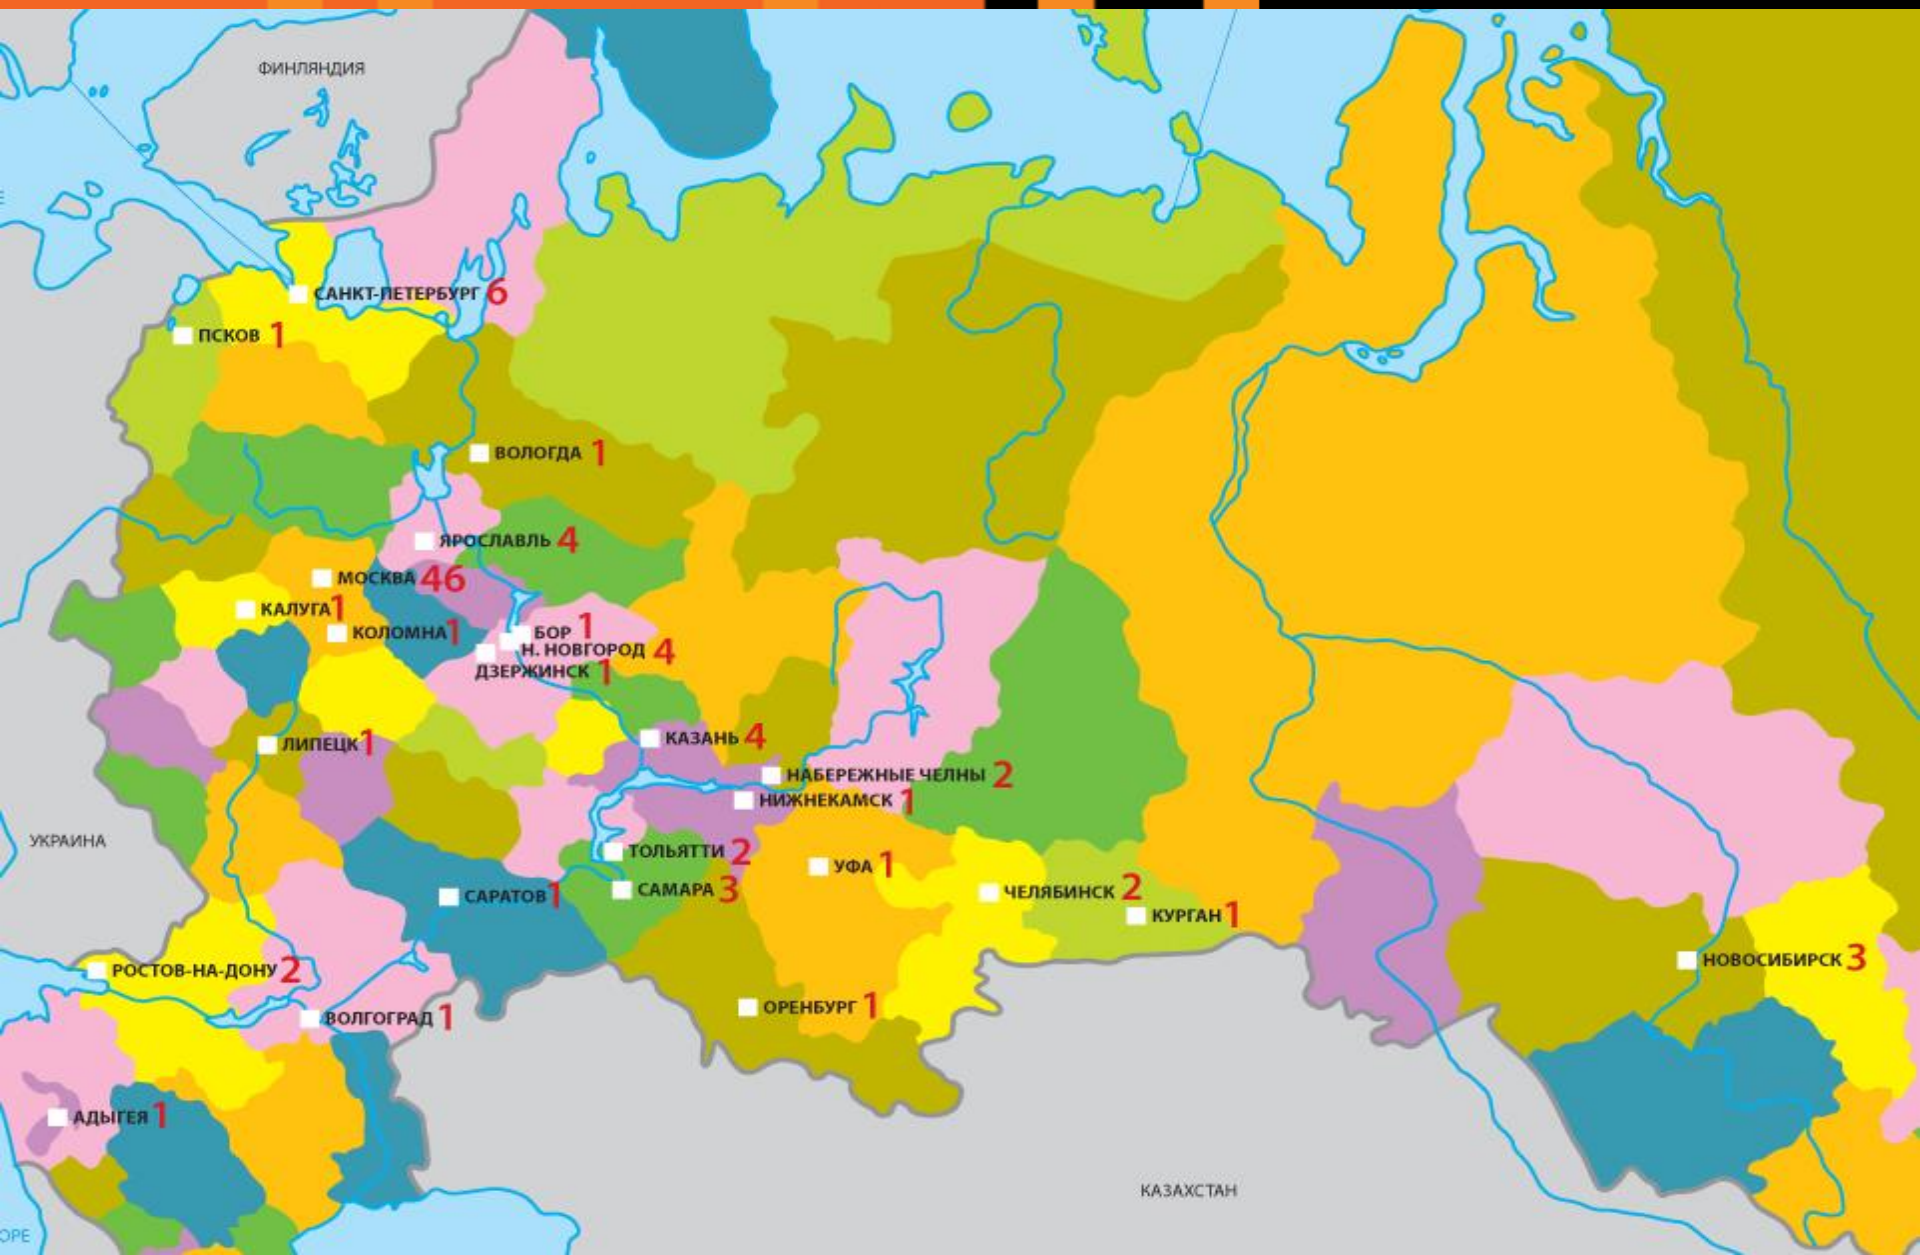 ФИНЛЯНДИЯ
САНКТ-ПЕТЕРБУРГ 6
ПСКОВ 1
ВОЛОГДА 1
ЯРОСЛАВЛЬ 4
МОСКВА 46
КАЛУГА 1
КОЛОМНА 1
БОР 1
Н. НОВГОРОД 4
ДЗЕРЖИНСК 1
КАЗАНЬ 4
ЛИПЕЦК 1
НАБЕРЕЖНЫЕ ЧЕЛНЫ 2
НИЖНЕКАМСК 1
УКРАИНА
ТОЛЬЯТТИ 2
УФА 1
САМАРА 3
ЧЕЛЯБИНСК 2
САРАТОВ 1
КУРГАН 1
НОВОСИБИРСК 3
РОСТОВ-НА-ДОНУ 2
ОРЕНБУРГ 1
ВОЛГОГРАД 1
АДЫГЕЯ 1
КАЗАХСТАН
ОРЕ